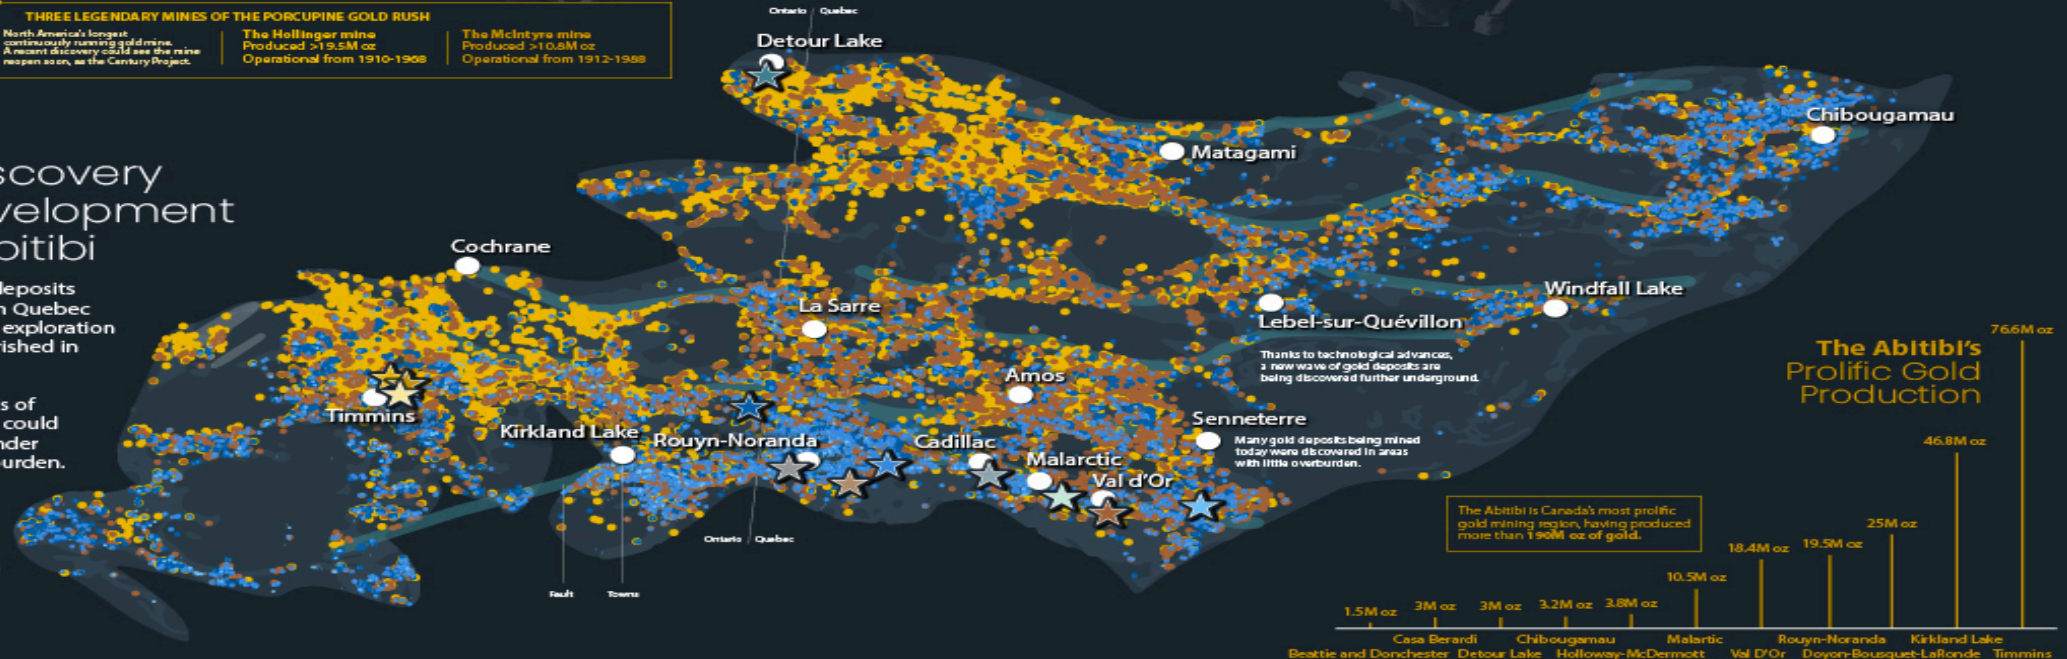 THREE LEGENDARY MINES OF THE PORCUPINE GOLD RUSH
North America's longest
continuously running gold mine.
A recent discovery could see the mine
reopen soon, as the Century Project.
The Hollinger mine
Produced >19.5M oz
Operational from 1910-1968
The McIntyre mine
Produced >10.8M oz
Operational from 1912-1988
Ontario
Quebec
Detour Lake
Chibougamau
Matagami
scovery
velopment
bitibi
Cochrane
leposits
n Quebec
exploration
rished in
s of
could
nder
urden.
La Sarre
Windfall Lake
Lebel-sur-Quévillon
Thanks to technological advances,
a new wave of gold deposits are
being discovered further underground.
Amos
Timmins
Kirkland Lake
Rouyn-Noranda
Cadillac
Malarctic
Val d'Or
Senneterre
Many gold deposits being mined
today were discovered in areas
with little overburden.
Ontario
Quebec
Fault
Towns
The Abitibi's
Prolific Gold
Production
The Abitibi is Canada's most prolific
gold mining region, having produced
more than 190M oz of gold.
1.5M oz
3M oz
3M oz
3.2M oz
3.8M oz
10.5M oz
18.4M oz
19.5M oz
25M oz
46.8M oz
76.6M oz
Casa Berardi
Chibougamau
Malartic
Rouyn-Noranda
Kirkland Lake
Beattie and Donchester
Detour Lake
Holloway-McDermott
Val D'Or
Doyon-Bousquet-LaRonde
Timmins